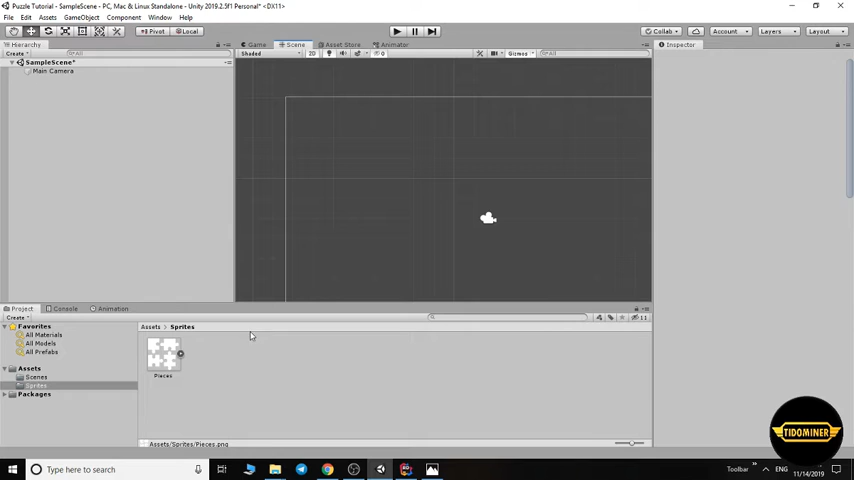 Puzzle Tutorial - SampleScene - PC, Mac & Linux Standalone - Unity 2019.2.5f1 Personal* <DX11>
File Edit Assets GameObject Component Window Help
Pivot Local Collab Account Layers Layout
Hierarchy Game Scene Asset Store Animator Inspector
Create All Shaded 2D 0 Gizmos All
SampleScene*
Main Camera
Project Console Animation
Create 11
Favorites Assets > Sprites
All Materials
All Models
All Prefabs
Assets
Scenes Pieces
Sprites
Packages
Assets/Sprites/Pieces.png
TIDOMINER
Type here to search Toolbar ENG
11/14/2019